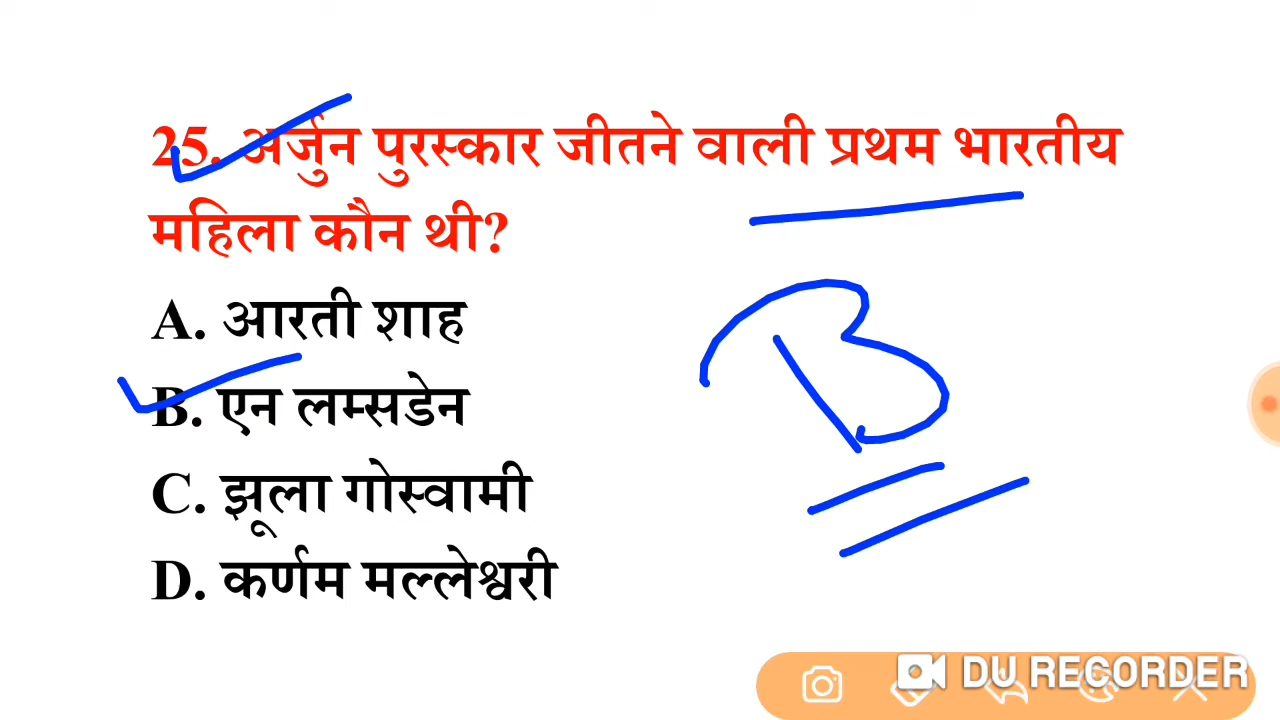 25. अर्जुन पुरस्कार जीतने वाली प्रथम भारतीय
महिला कौन थी?
A. आरती शाह
B. एन लम्सडेन
C. झूला गोस्वामी
D. कर्णम मल्लेश्वरी
B
DU RECORDER